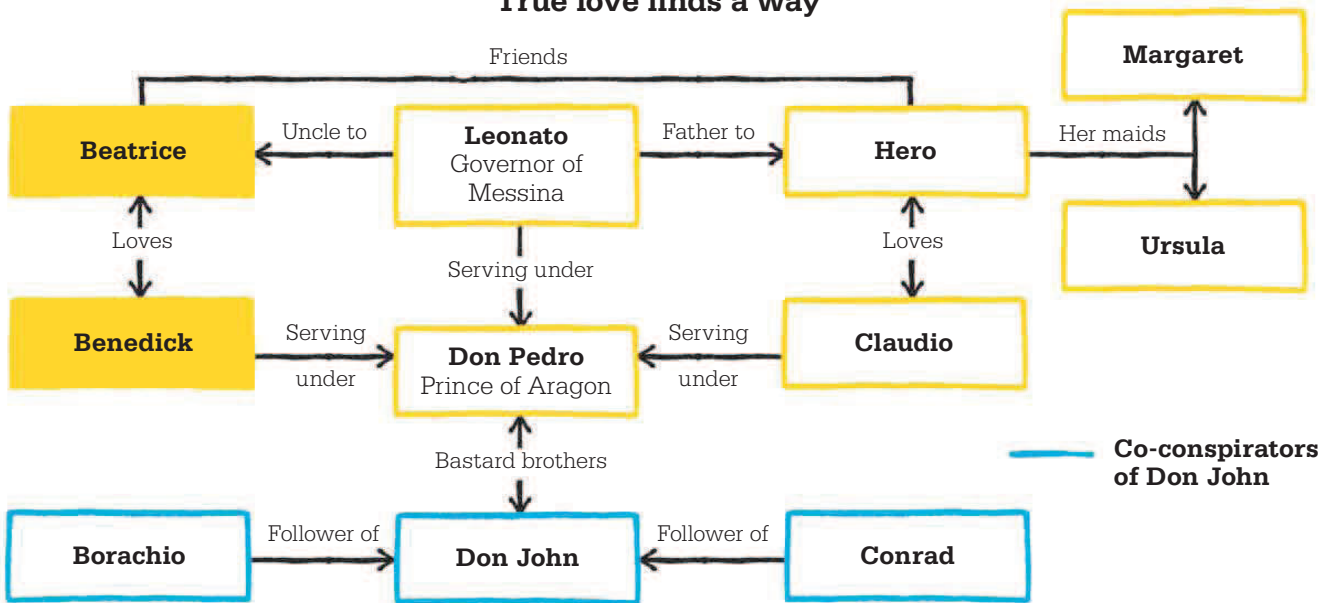 True love finds a way
Friends
Margaret
Beatrice
Uncle to
Leonato
Governor of
Messina
Father to
Hero
Her maids
Ursula
Loves
Serving under
Loves
Benedick
Serving
under
Don Pedro
Prince of Aragon
Serving
under
Claudio
Bastard brothers
Co-conspirators
of Don John
Borachio
Follower of
Don John
Follower of
Conrad